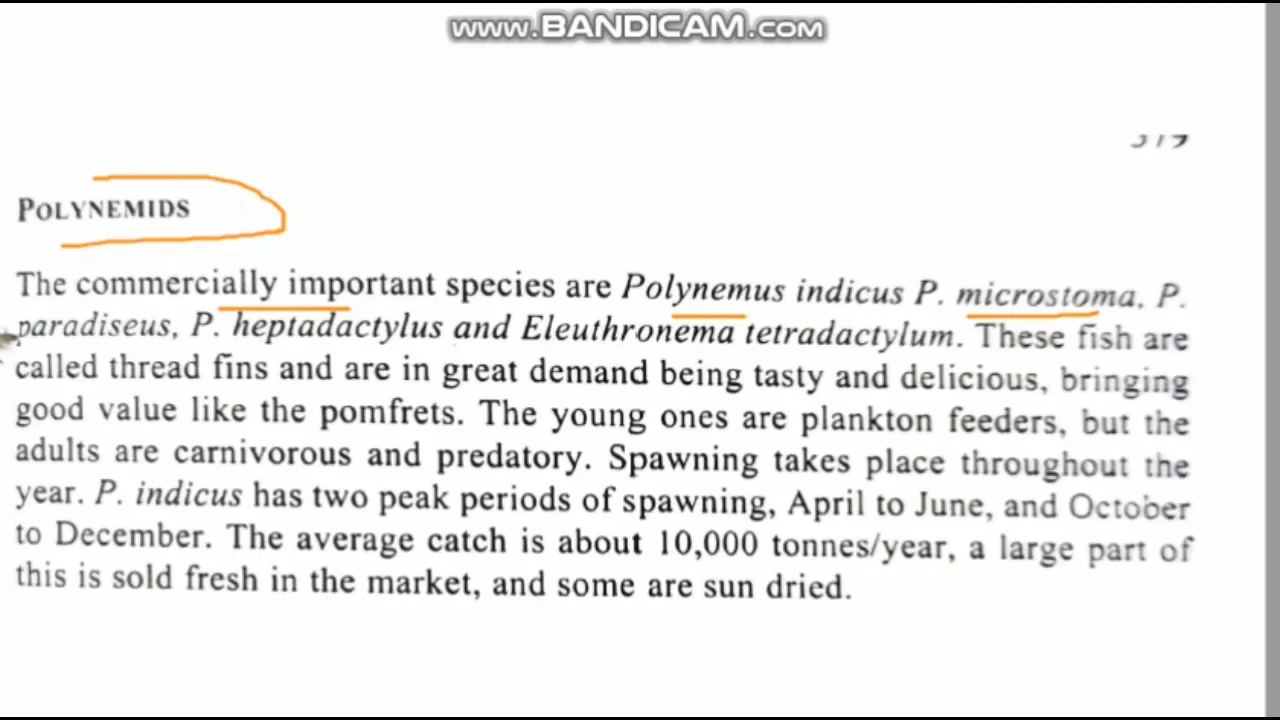 www.BANDICAM.com
POLYNEMIDS
The commercially important species are Polynemus indicus P. microstoma, P.
paradiseus, P. heptadactylus and Eleuthronema tetradactylum. These fish are
called thread fins and are in great demand being tasty and delicious, bringing
good value like the pomfrets. The young ones are plankton feeders, but the
adults are carnivorous and predatory. Spawning takes place throughout the
year. P. indicus has two peak periods of spawning, April to June, and October
to December. The average catch is about 10,000 tonnes/year, a large part of
this is sold fresh in the market, and some are sun dried.